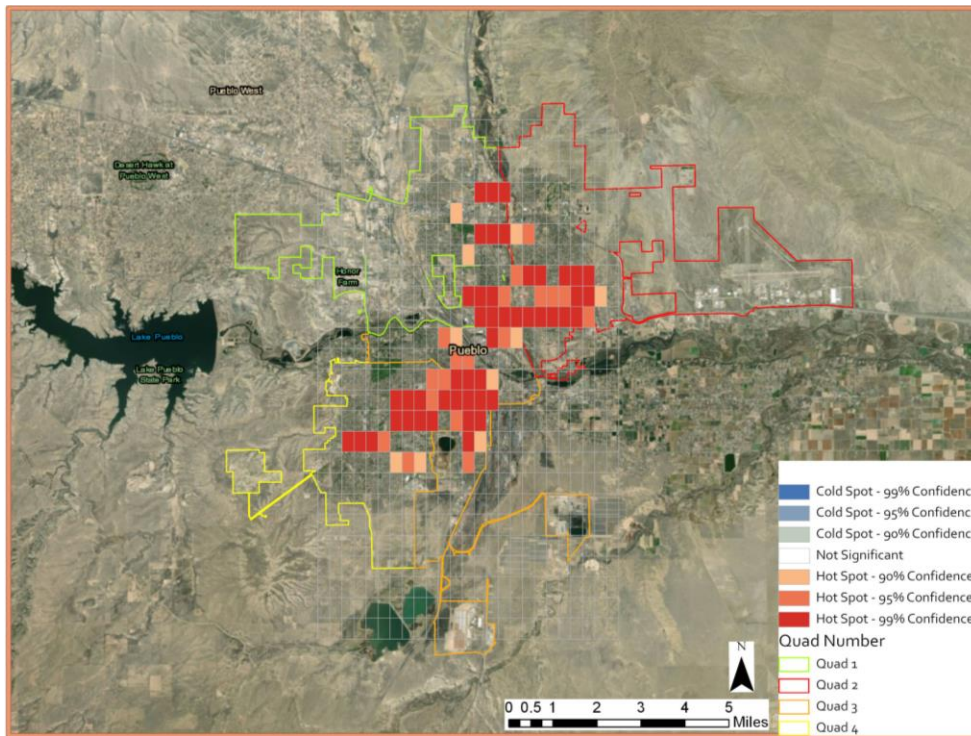 Pueblo West
Desert Hawk at
Pueblo West
Honor
Farm
Lake Pueblo
Pueblo
Lake Pueblo
State Park
Cold Spot - 99% Confidence
Cold Spot - 95% Confidence
Cold Spot - 90% Confidence
Not Significant
Hot Spot - 90% Confidence
Hot Spot - 95% Confidence
Hot Spot - 99% Confidence
Quad Number
Quad 1
Quad 2
Quad 3
Quad 4
N
0 0.5 1 2 3 4 5
Miles